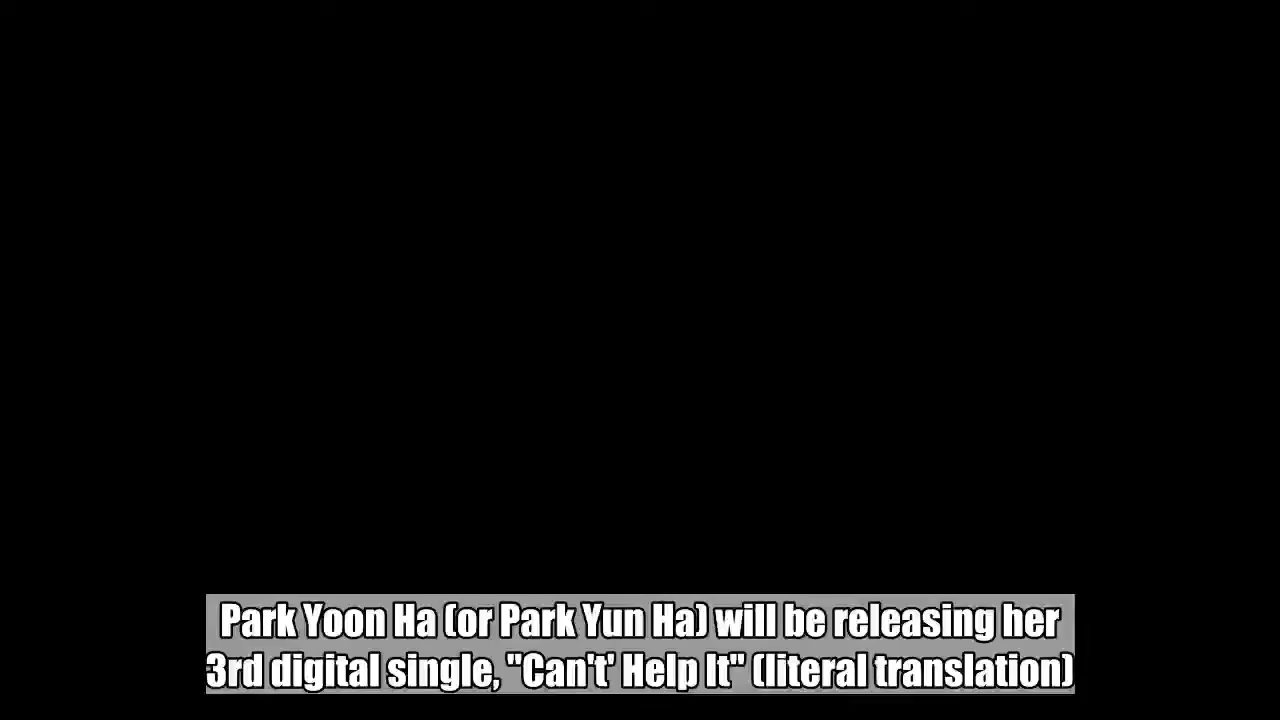 Park Yoon Ha (or Park Yun Ha) will be releasing her
3rd digital single, "Can't' Help It" (literal translation)